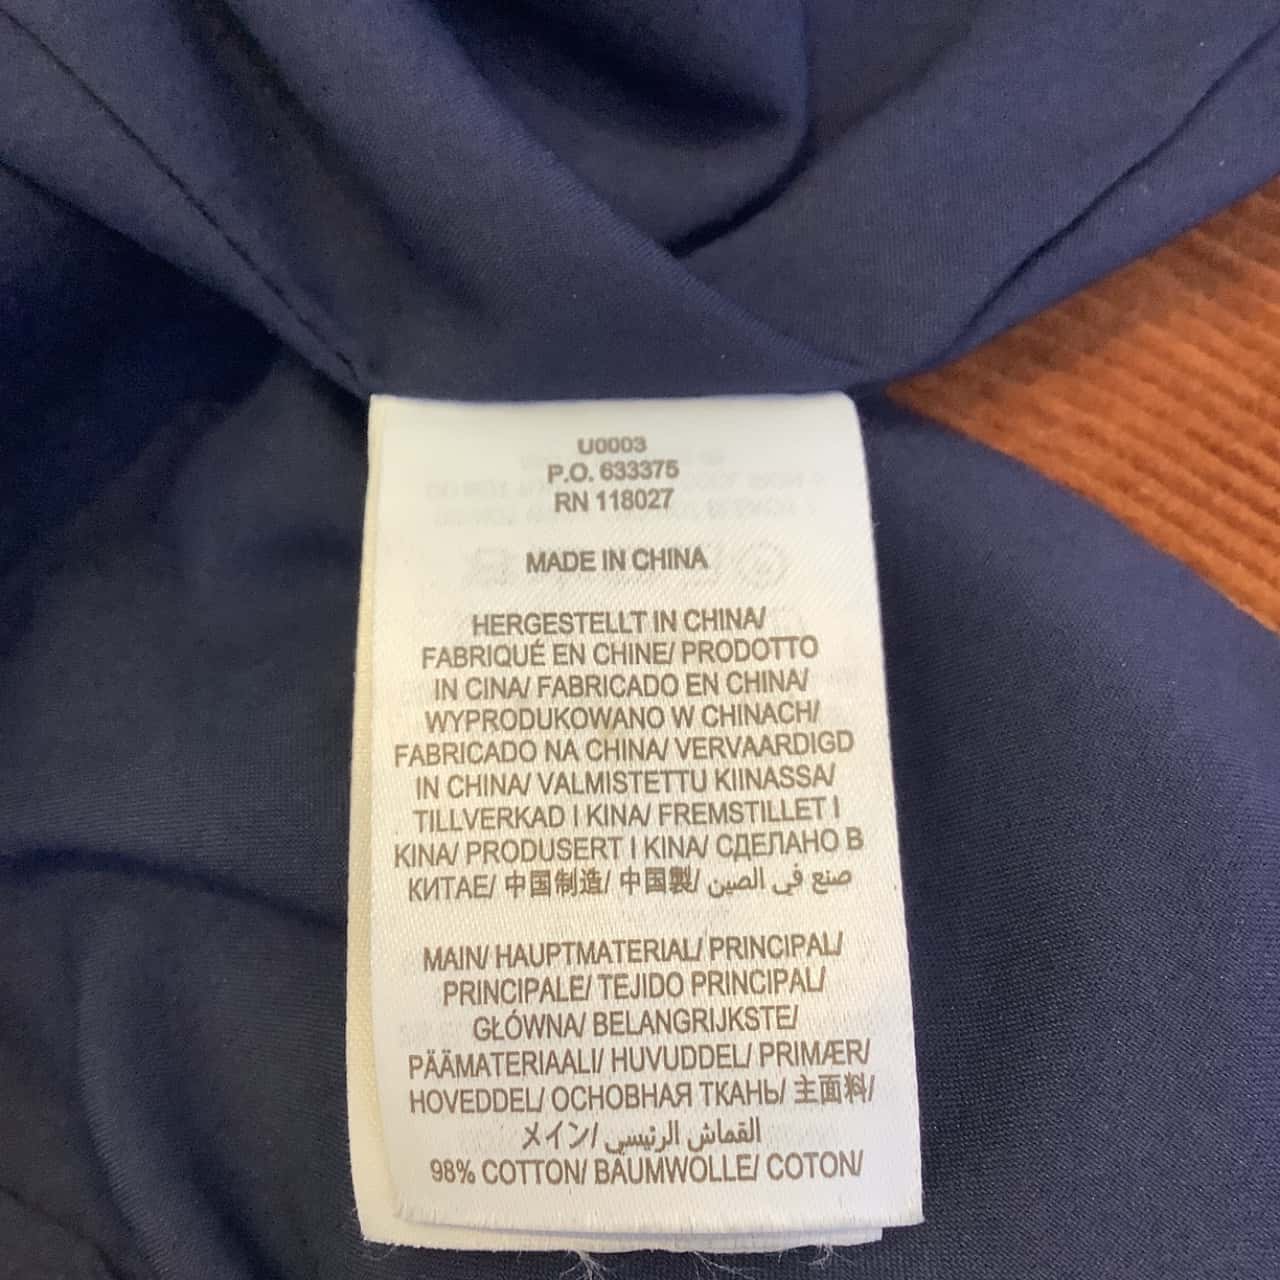 U0003
P.O. 633375
RN 118027
MADE IN CHINA
HERGESTELLT IN CHINA/
FABRIQUÉ EN CHINE/ PRODOTTO
IN CINA/ FABRICADO EN CHINA/
WYPRODUKOWANO W CHINACH/
FABRICADO NA CHINA/ VERVAARDIGD
IN CHINA/ VALMISTETTU KIINASSA/
TILLVERKAD I KINA/ FREMSTILLET I
KINA/ PRODUSERT I KINA/ СДЕЛАНО В
КИТАЕ/ 中国制造/ 中国製/ صنع في الصين
MAIN/ HAUPTMATERIAL/ PRINCIPAL/
PRINCIPALE/ TEJIDO PRINCIPAL/
GŁÓWNA/ BELANGRIJKSTE/
PÄÄMATERIAALI/ HUVUDDEL/ PRIMÆR/
HOVEDDEL/ ОСНОВНАЯ ТКАНЬ/ 主面料/
メイン/ القماش الرئيسي
98% COTTON/ BAUMWOLLE/ COTON/